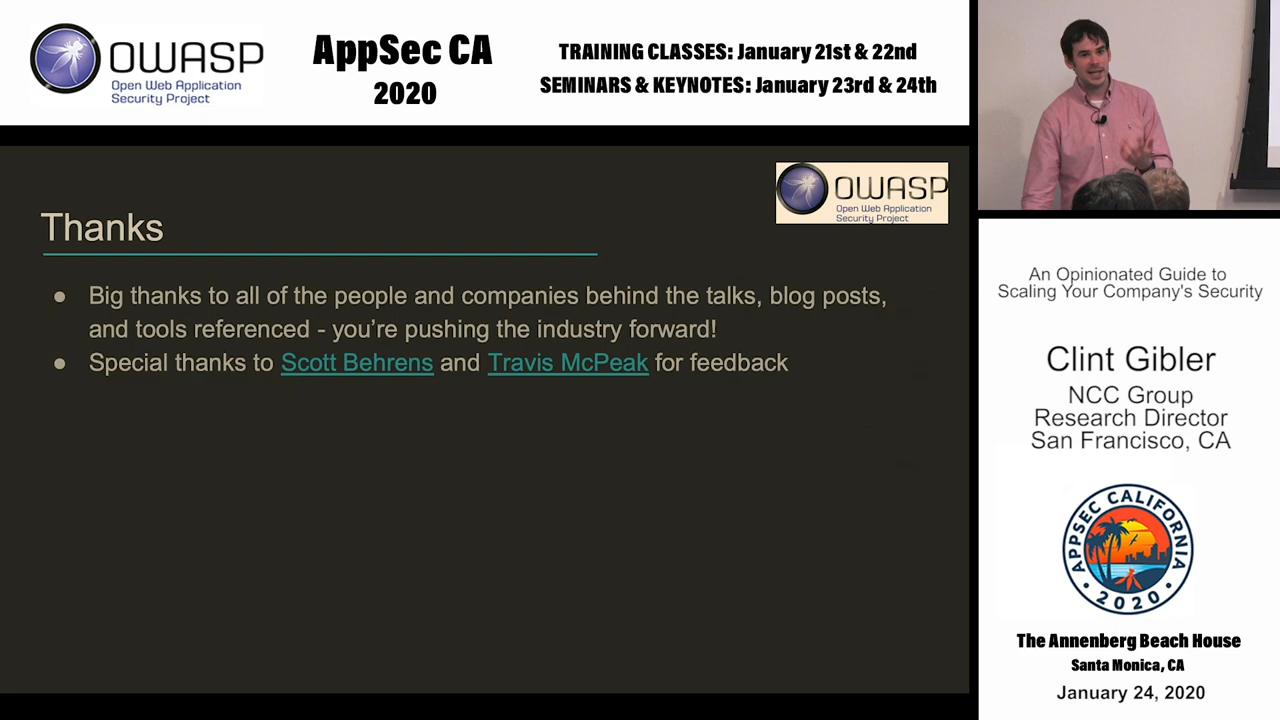 OWASP
Open Web Application
Security Project
AppSec CA
2020
TRAINING CLASSES: January 21st & 22nd
SEMINARS & KEYNOTES: January 23rd & 24th
OWASP
Open Web Application
Security Project
Thanks
● Big thanks to all of the people and companies behind the talks, blog posts,
and tools referenced - you’re pushing the industry forward!
● Special thanks to Scott Behrens and Travis McPeak for feedback
An Opinionated Guide to
Scaling Your Company's Security
Clint Gibler
NCC Group
Research Director
San Francisco, CA
APPSEC CALIFORNIA
• 2020 •
The Annenberg Beach House
Santa Monica, CA
January 24, 2020